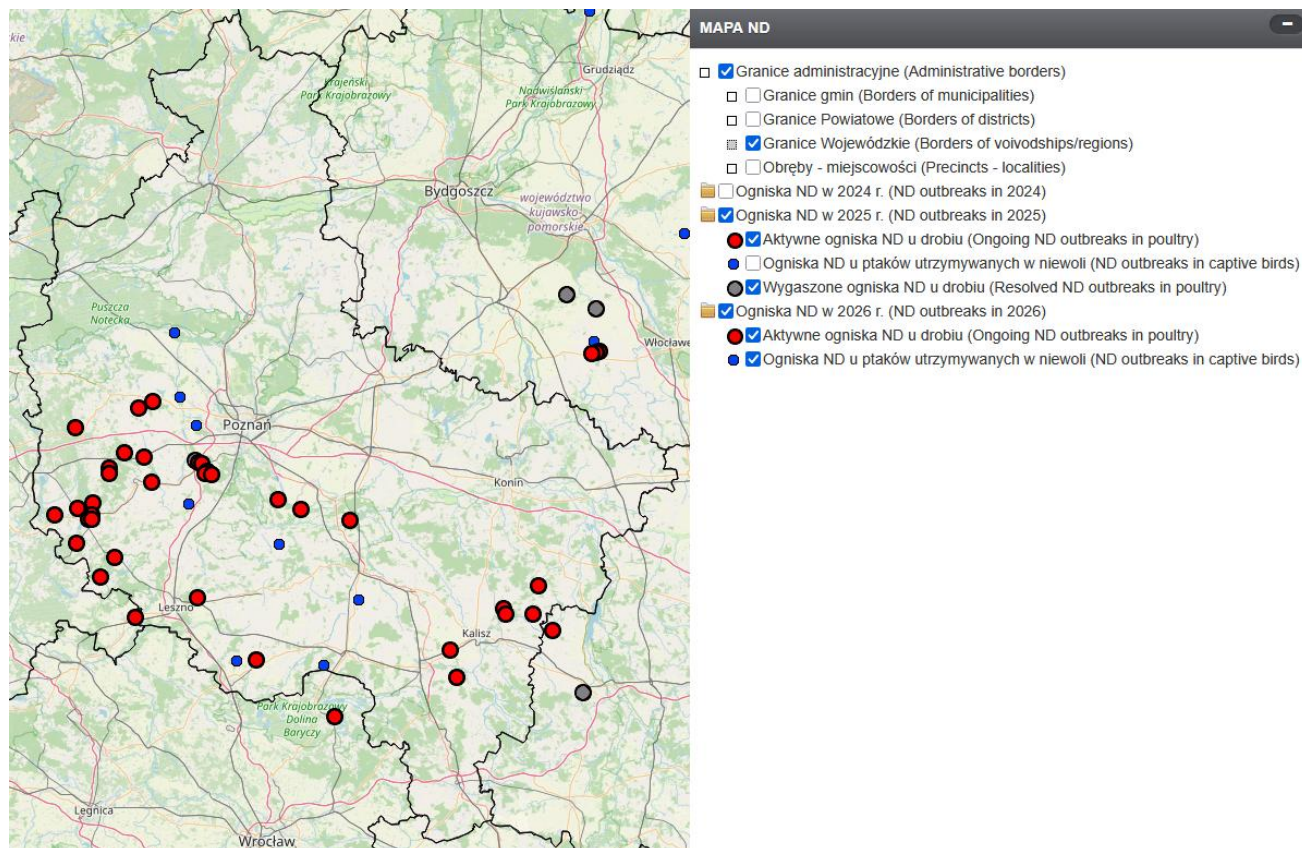 kie
Krajeński
Park Krajobrazowy
Grudziądz
Nadwiślański
Park Krajobrazowy
Bydgoszcz
województwo
kujawsko-
pomorskie
Puszcza
Notecka
Włocławe
Poznań
Konin
Leszno
Kalisz
Park Krajobrazowy
Dolina
Baryczy
Legnica
Wrocław
MAPA ND
Granice administracyjne (Administrative borders)
Granice gmin (Borders of municipalities)
Granice Powiatowe (Borders of districts)
Granice Wojewódzkie (Borders of voivodships/regions)
Obręby - miejscowości (Precincts - localities)
Ogniska ND w 2024 r. (ND outbreaks in 2024)
Ogniska ND w 2025 r. (ND outbreaks in 2025)
Aktywne ogniska ND u drobiu (Ongoing ND outbreaks in poultry)
Ogniska ND u ptaków utrzymywanych w niewoli (ND outbreaks in captive birds)
Wygaszone ogniska ND u drobiu (Resolved ND outbreaks in poultry)
Ogniska ND w 2026 r. (ND outbreaks in 2026)
Aktywne ogniska ND u drobiu (Ongoing ND outbreaks in poultry)
Ogniska ND u ptaków utrzymywanych w niewoli (ND outbreaks in captive birds)